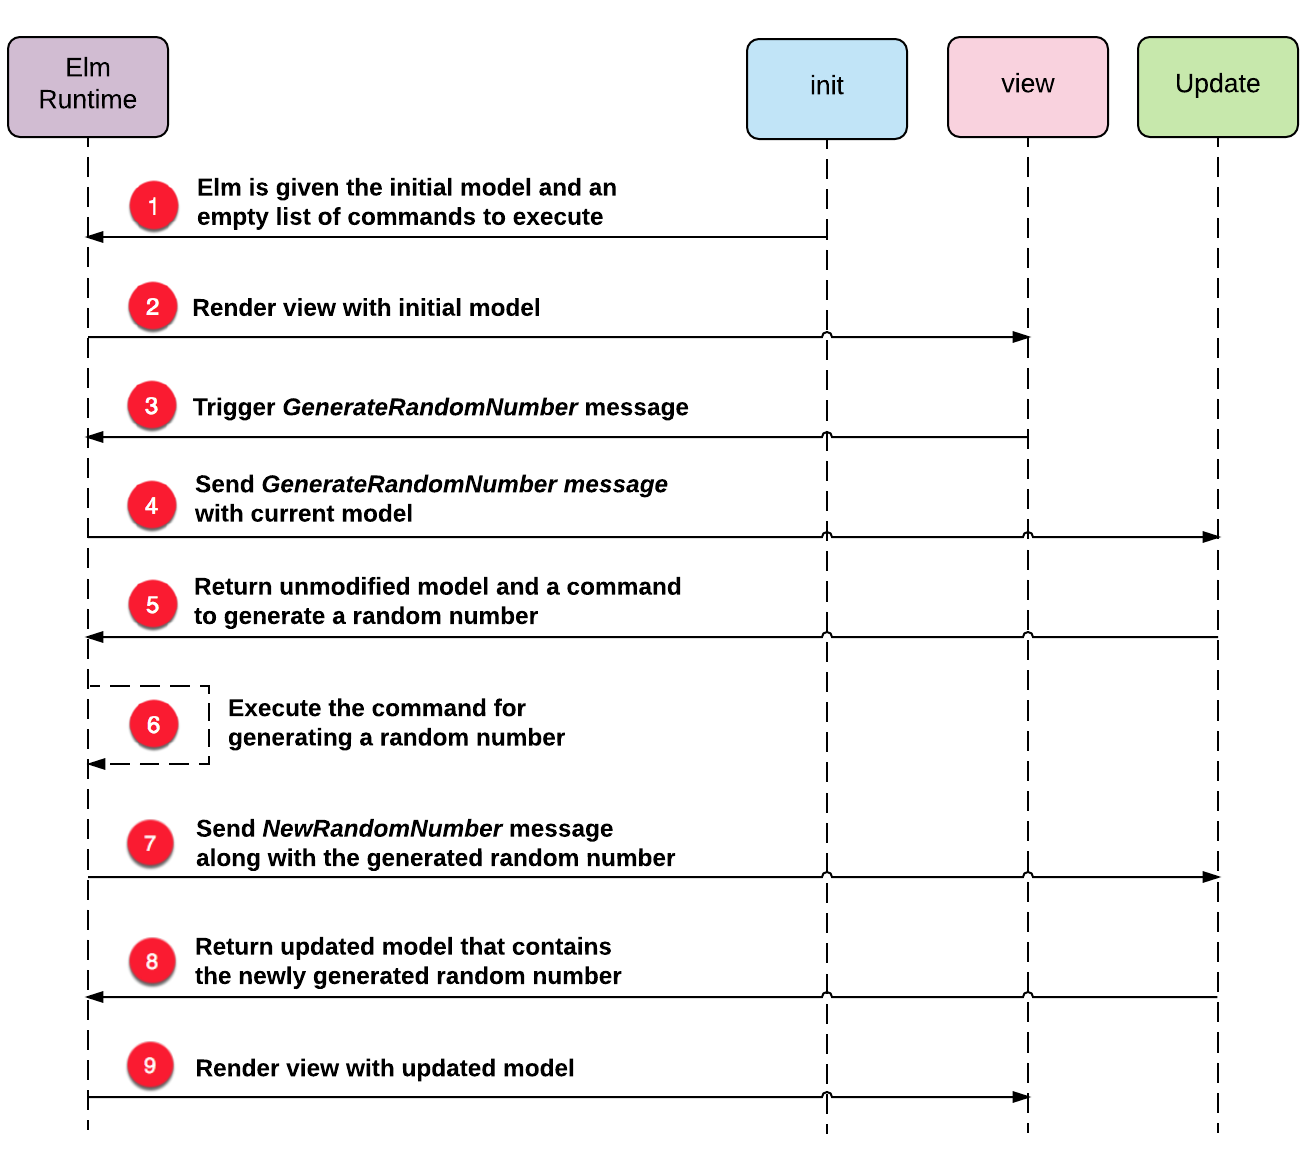 Elm
Runtime
init
view
Update
1
Elm is given the initial model and an
empty list of commands to execute
2
Render view with initial model
3
Trigger GenerateRandomNumber message
4
Send GenerateRandomNumber message
with current model
5
Return unmodified model and a command
to generate a random number
6
Execute the command for
generating a random number
7
Send NewRandomNumber message
along with the generated random number
8
Return updated model that contains
the newly generated random number
9
Render view with updated model